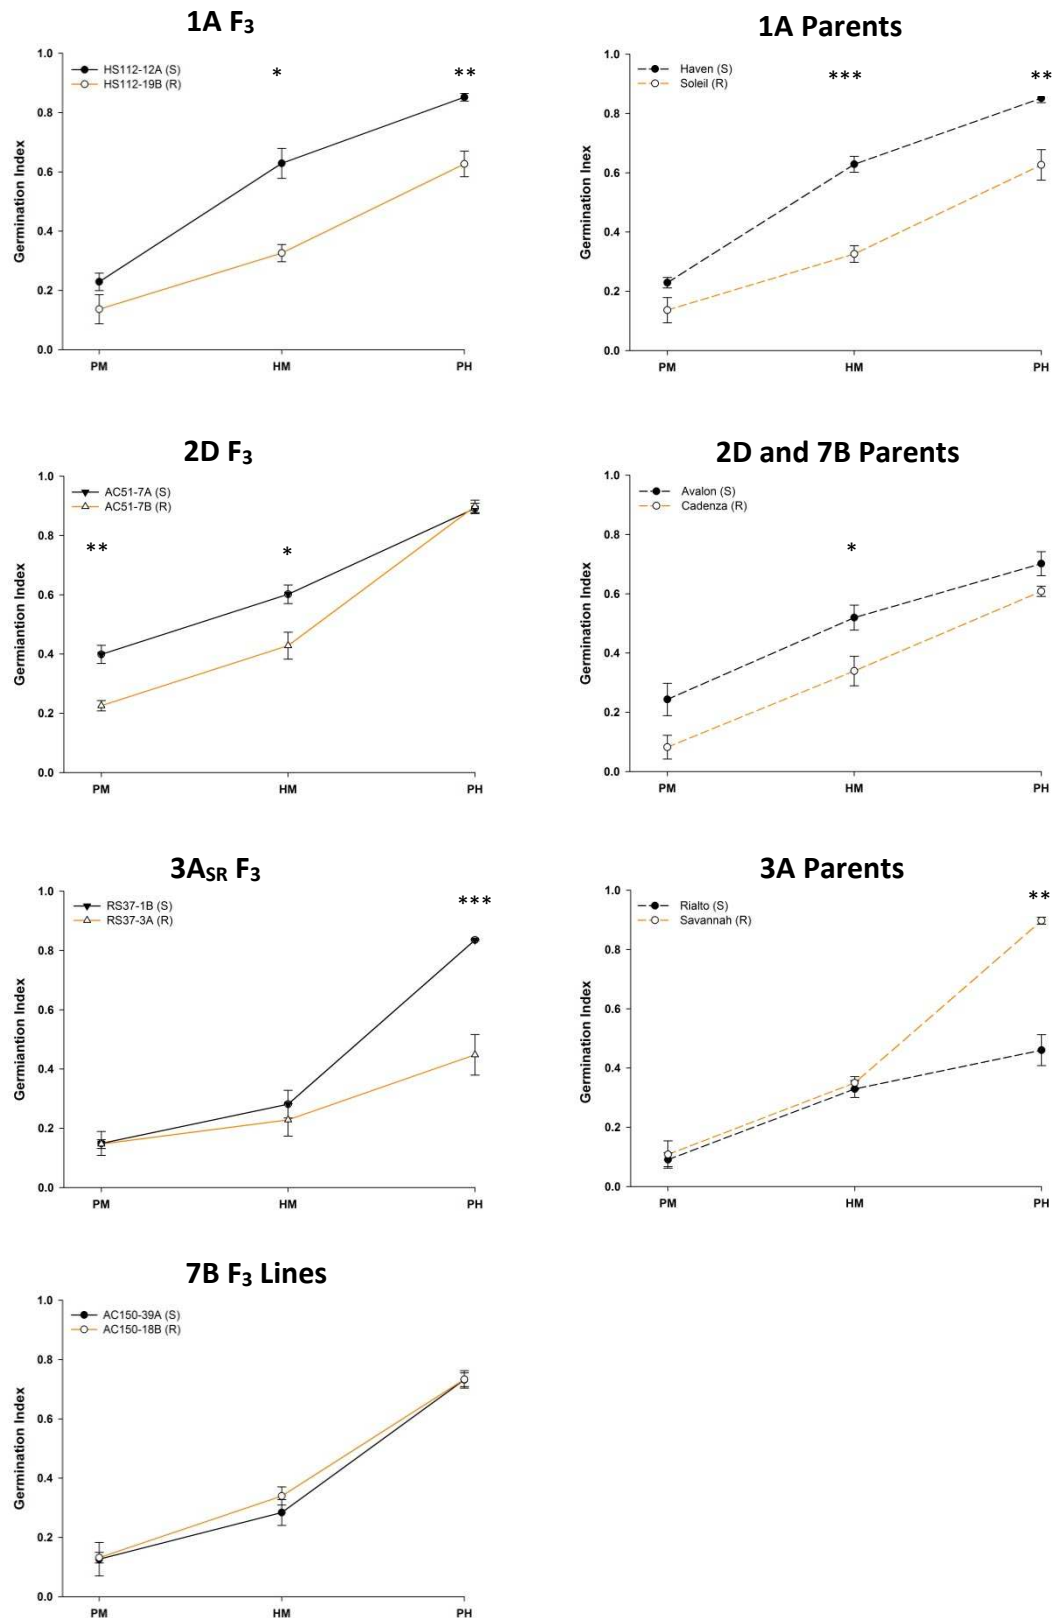 1A F₃
1.0
HS112-12A (S)
HS112-19B (R)
*
**
0.8
0.6
0.4
0.2
0.0
Germination Index
PM
HM
PH
1A Parents
1.0
Haven (S)
Soleil (R)
***
**
0.8
0.6
0.4
0.2
0.0
Germination Inex
PM
HM
PH
2D F₃
1.0
AC51-7A (S)
AC51-7B (R)
**
*
0.8
0.6
0.4
0.2
0.0
Germiantion Index
PM
HM
PH
2D and 7B Parents
1.0
Avalon (S)
Cadenza (R)
*
0.8
0.6
0.4
0.2
0.0
Germination Index
PM
HM
PH
3A_SR F₃
1.0
RS37-1B (S)
RS37-3A (R)
***
0.8
0.6
0.4
0.2
0.0
Germiantion Index
PM
HM
PH
3A Parents
1.0
Rialto (S)
Savannah (R)
**
0.8
0.6
0.4
0.2
0.0
Germination Index
PM
HM
PH
7B F₃ Lines
1.0
AC150-39A (S)
AC150-18B (R)
0.8
0.6
0.4
0.2
0.0
Germination Index
PM
HM
PH